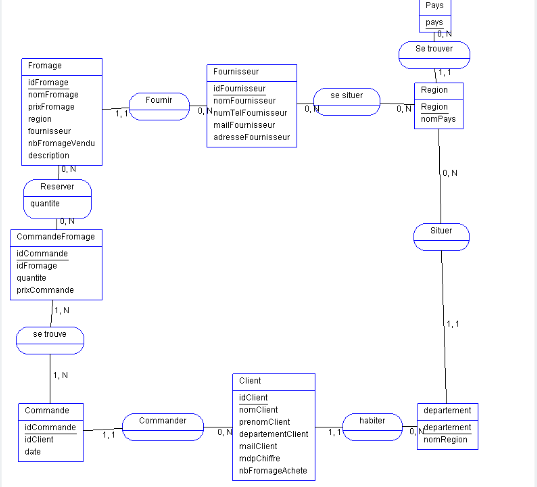 Pays
pays
0, N
Se trouver
1, 1
Region
Region
nomPays
Fromage
idFromage
nomFromage
prixFromage
region
fournisseur
nbFromageVendu
description
1, 1
Fournir
0, N
Fournisseur
idFournisseur
nomFournisseur
numTelFournisseur
mailFournisseur
adresseFournisseur
0, N
se situer
0, N
0, N
Reserver
quantite
0, N
0, N
Situer
1, 1
CommandeFromage
idCommande
idFromage
quantite
prixCommande
1, N
se trouve
1, N
Commande
idCommande
idClient
date
1, 1
Commander
0, N
Client
idClient
nomClient
prenomClient
departementClient
mailClient
mdpChiffre
nbFromageAchete
1, 1
habiter
0, N
departement
departement
nomRegion